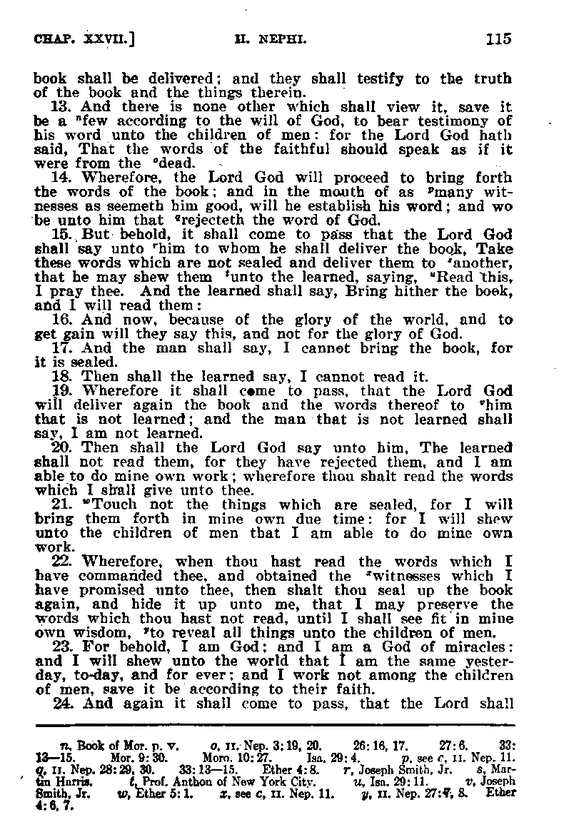 CHAP. XXVII.] II. NEPHI. 115
book shall be delivered; and they shall testify to the truth
of the book and the things therein.
13. And there is none other which shall view it, save it
be a ⁿfew according to the will of God, to bear testimony of
his word unto the children of men: for the Lord God hath
said, That the words of the faithful should speak as if it
were from the ᵒdead.
14. Wherefore, the Lord God will proceed to bring forth
the words of the book; and in the mouth of as ᵖmany wit-
nesses as seemeth him good, will he establish his word; and wo
be unto him that qrejecteth the word of God.
15. But behold, it shall come to pass that the Lord God
shall say unto ʳhim to whom he shall deliver the book, Take
these words which are not sealed and deliver them to ˢanother,
that he may shew them ᵗunto the learned, saying, ᵘRead this,
I pray thee. And the learned shall say, Bring hither the book,
and I will read them:
16. And now, because of the glory of the world, and to
get gain will they say this, and not for the glory of God.
17. And the man shall say, I cannot bring the book, for
it is sealed.
18. Then shall the learned say, I cannot read it.
19. Wherefore it shall come to pass, that the Lord God
will deliver again the book and the words thereof to ᵛhim
that is not learned; and the man that is not learned shall
say, I am not learned.
20. Then shall the Lord God say unto him, The learned
shall not read them, for they have rejected them, and I am
able to do mine own work; wherefore thou shalt read the words
which I shall give unto thee.
21. ʷTouch not the things which are sealed, for I will
bring them forth in mine own due time: for I will shew
unto the children of men that I am able to do mine own
work.
22. Wherefore, when thou hast read the words which I
have commanded thee, and obtained the ˣwitnesses which I
have promised unto thee, then shalt thou seal up the book
again, and hide it up unto me, that I may preserve the
words which thou hast not read, until I shall see fit in mine
own wisdom, ʸto reveal all things unto the children of men.
23. For behold, I am God; and I am a God of miracles:
and I will shew unto the world that I am the same yester-
day, to-day, and for ever; and I work not among the children
of men, save it be according to their faith.
24. And again it shall come to pass, that the Lord shall
n, Book of Mor. p. v. o, II. Nep. 3:19, 20. 26:16, 17. 27:6. 33:
13—15. Mor. 9:30. Moro. 10:27. Isa. 29:4. p, see c, II. Nep. 11.
q, II. Nep. 28:29, 30. 33:13—15. Ether 4:8. r, Joseph Smith, Jr. s, Mar-
tin Harris. t, Prof. Anthon of New York City. u, Isa. 29:11. v, Joseph
Smith, Jr. w, Ether 5:1. x, see c, II. Nep. 11. y, II. Nep. 27:7, 8. Ether
4:6, 7.